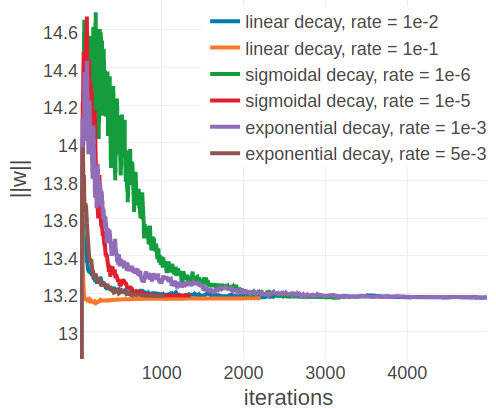 14.6
14.4
14.2
14
13.8
13.6
13.4
13.2
13
||w||
linear decay, rate = 1e-2
linear decay, rate = 1e-1
sigmoidal decay, rate = 1e-6
sigmoidal decay, rate = 1e-5
exponential decay, rate = 1e-3
exponential decay, rate = 5e-3
1000
2000
3000
4000
iterations